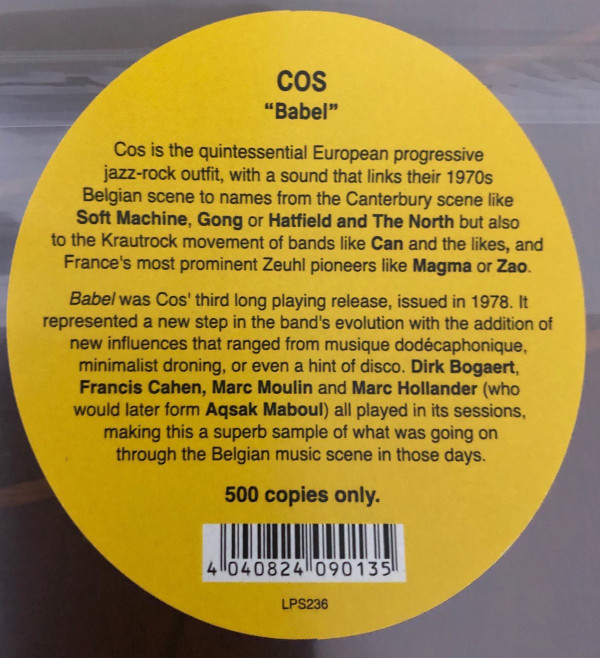 COS
“Babel”
Cos is the quintessential European progressive
jazz-rock outfit, with a sound that links their 1970s
Belgian scene to names from the Canterbury scene like
Soft Machine, Gong or Hatfield and The North but also
to the Krautrock movement of bands like Can and the likes, and
France's most prominent Zeuhl pioneers like Magma or Zao.
Babel was Cos' third long playing release, issued in 1978. It
represented a new step in the band's evolution with the addition of
new influences that ranged from musique dodécaphonique,
minimalist droning, or even a hint of disco. Dirk Bogaert,
Francis Cahen, Marc Moulin and Marc Hollander (who
would later form Aqsak Maboul) all played in its sessions,
making this a superb sample of what was going on
through the Belgian music scene in those days.
500 copies only.
4 040824 090135
LPS236